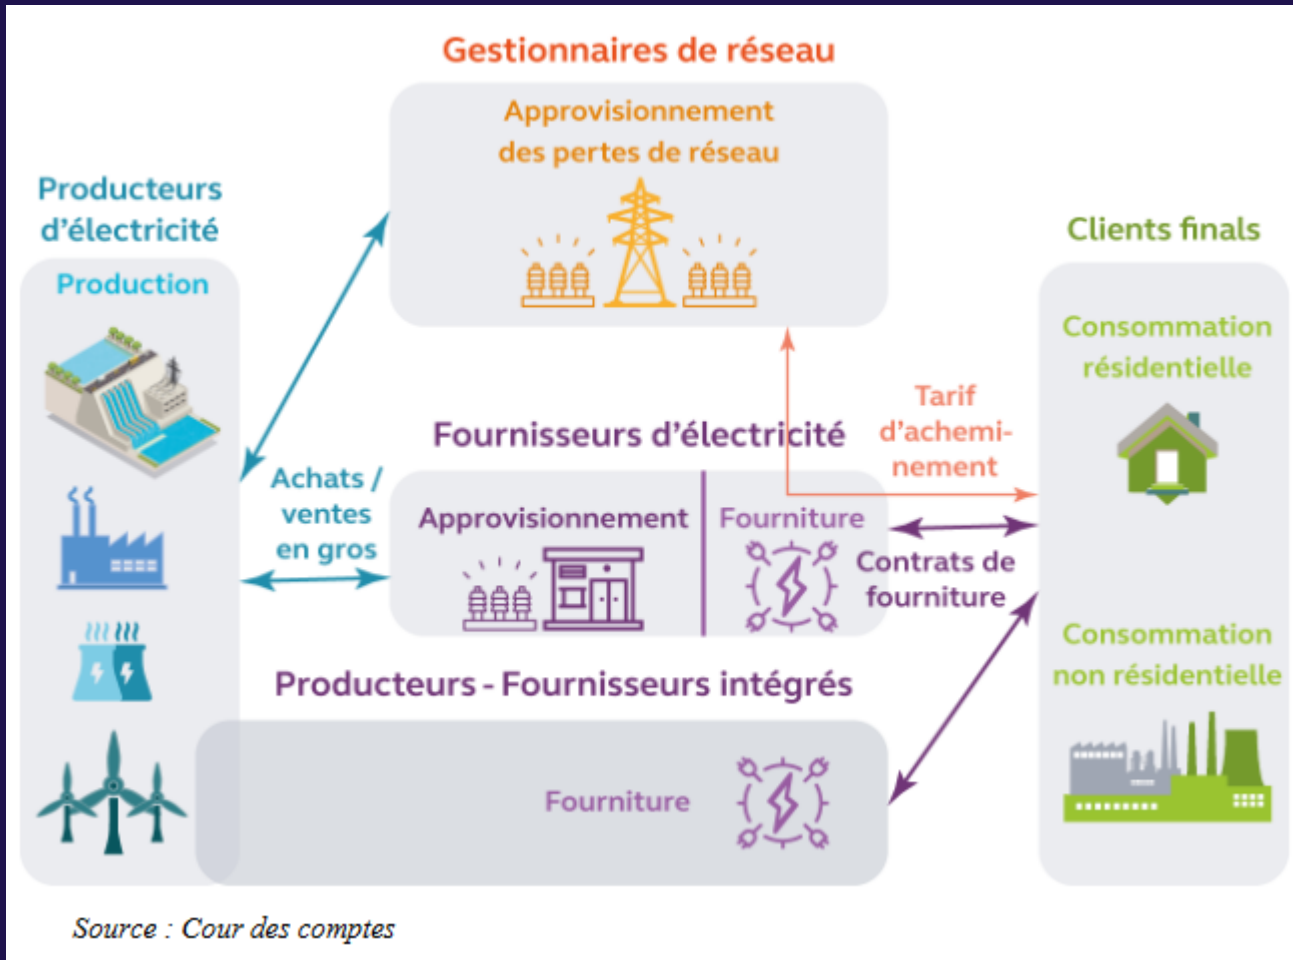 Gestionnaires de réseau
Approvisionnement
des pertes de réseau
Producteurs
d'électricité
Production
Clients finals
Consommation
résidentielle
Tarif
d'achemi-
nement
Fournisseurs d'électricité
Achats /
ventes
en gros
Approvisionnement
Fourniture
Contrats de
fourniture
Consommation
non résidentielle
Producteurs - Fournisseurs intégrés
Fourniture
Source : Cour des comptes